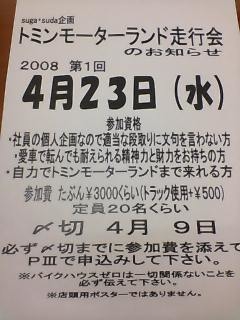 suga・suda企画
トミンモーターランド走行会
のお知らせ
2008 第1回
4月23日(水)
参加資格
・社員の個人企画なので適当な段取りに文句を言わない方
・愛車で転んでも耐えられる精神力と財力をお持ちの方
・自力でトミンモーターランドまで来れる方
参加費 たぶん¥3000くらい(トラック使用+¥500)
定員20名くらい
〆切 4月 9日
必ず〆切までに参加費を添えて
PⅢで申込みして下さい。
※バイクハウスゼロは一切関係ないことを
必ず伝えて下さい。
※店頭用ポスターではありません。